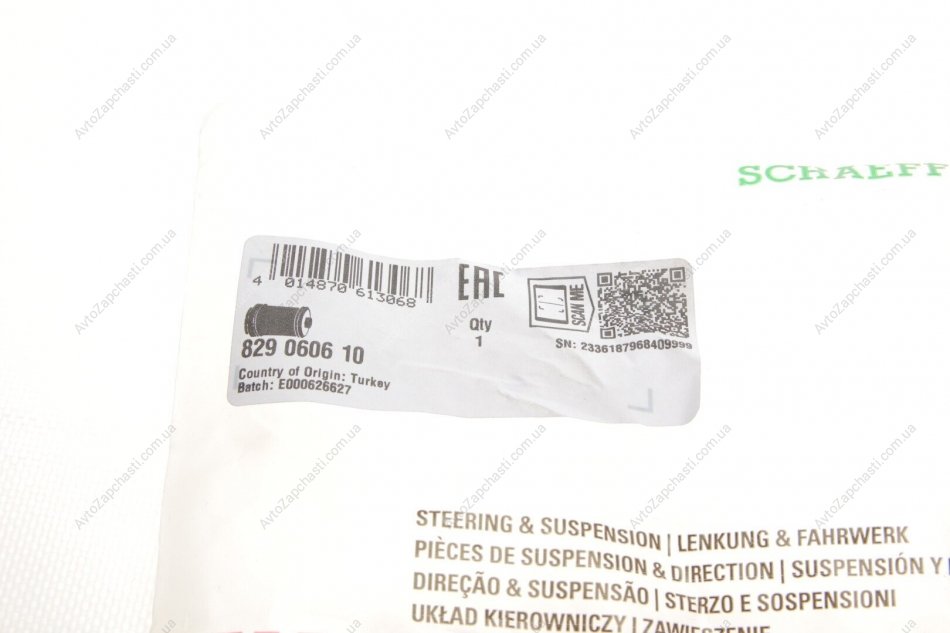 SCHAEFF
4 014870 613068
EAC
Qty
1
SCAN ME
SN: 2336187968409999
829 0606 10
Country of Origin: Turkey
Batch: E000626627
STEERING & SUSPENSION | LENKUNG & FAHRWERK
PIÈCES DE SUSPENSION & DIRECTION | SUSPENSIÓN Y
DIREÇÃO & SUSPENSÃO | STERZO E SOSPENSIONI
UKŁAD KIEROWNICZY | ZAWIESZENIE
AvtoZapchasti.com.ua